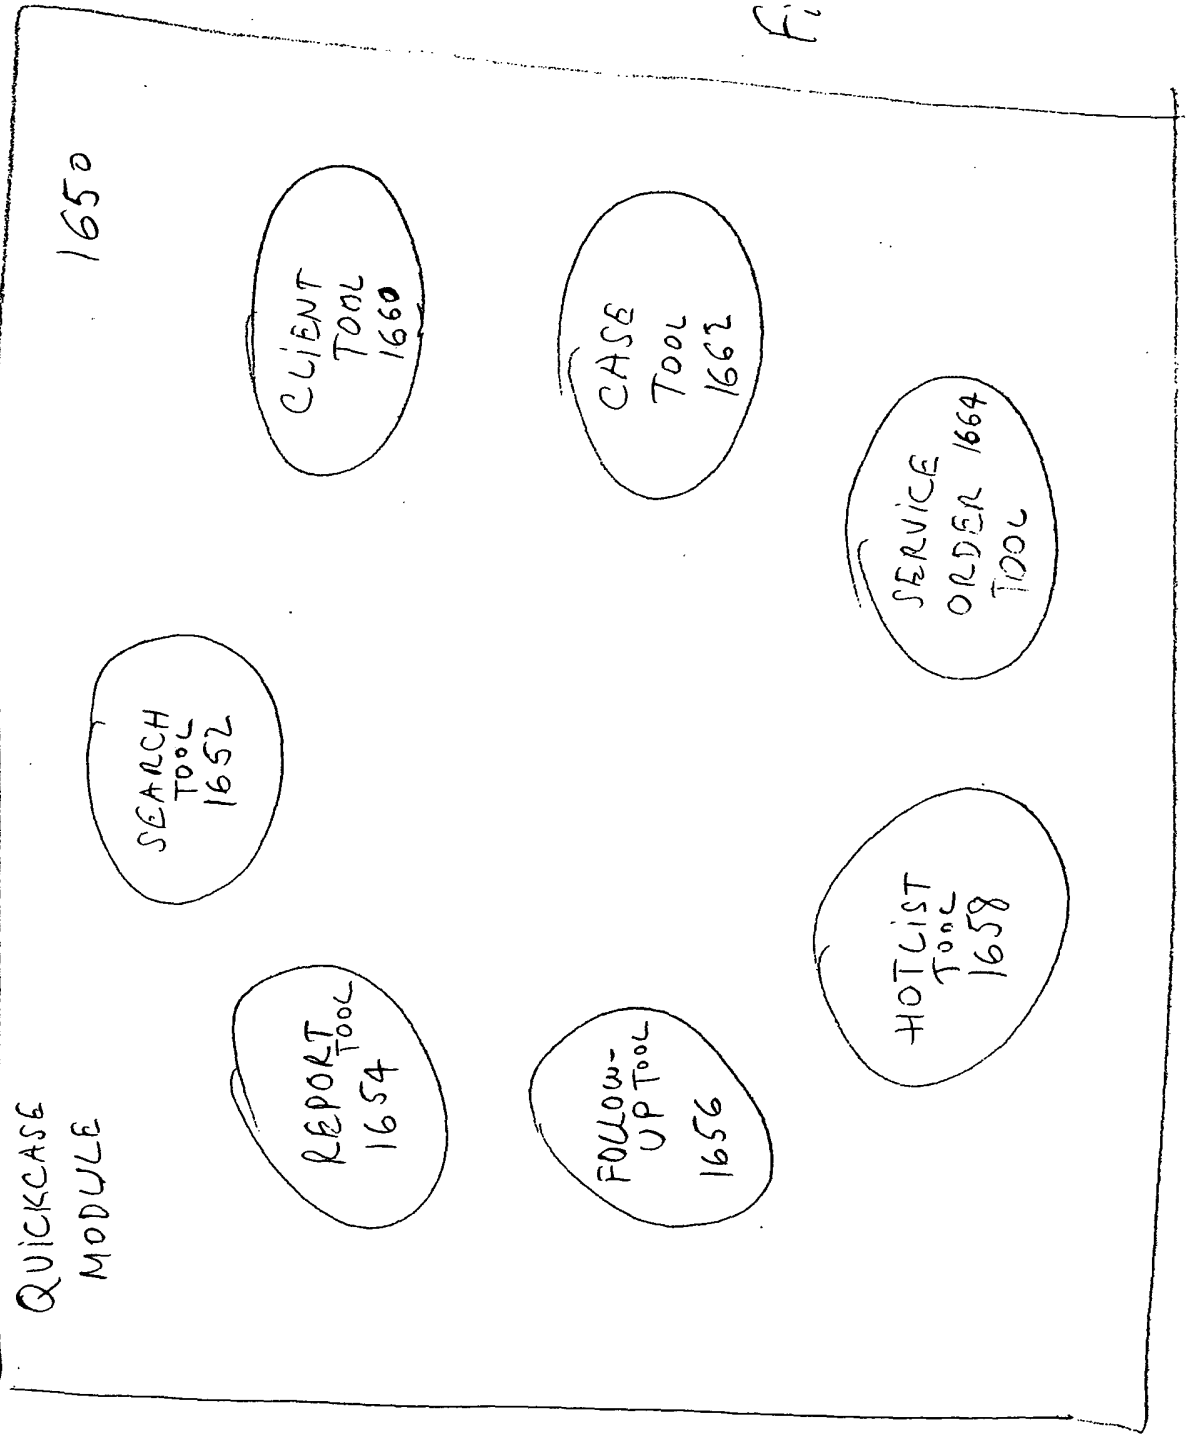 QUICKCASE
MODULE
1650
SEARCH
TOOL
1652
REPORT
TOOL
1654
CLIENT
TOOL
1660
FOLLOW-
UP TOOL
1656
CASE
TOOL
1662
HOTLIST
TOOL
1658
SERVICE
ORDER 1664
TOOL